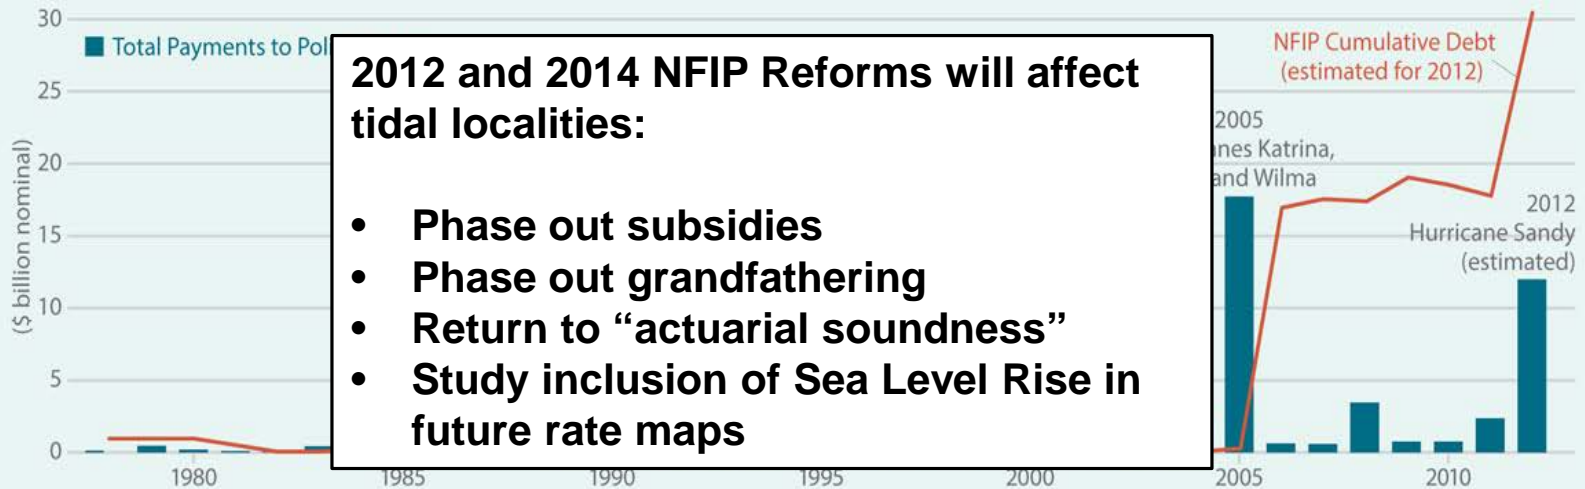 30
Total Payments to
NFIP Cumulative Debt
(estimated for 2012)
2012 and 2014 NFIP Reforms will affect
tidal localities:
• Phase out subsidies
• Phase out grandfathering
• Return to “actuarial soundness”
• Study inclusion of Sea Level Rise in
future rate maps
25
20
15
10
5
0
($ billion nominal)
2005
Katrina,
and Wilma
2012
Hurricane Sandy
(estimated)
1980
1985
1990
1995
2000
2005
2010